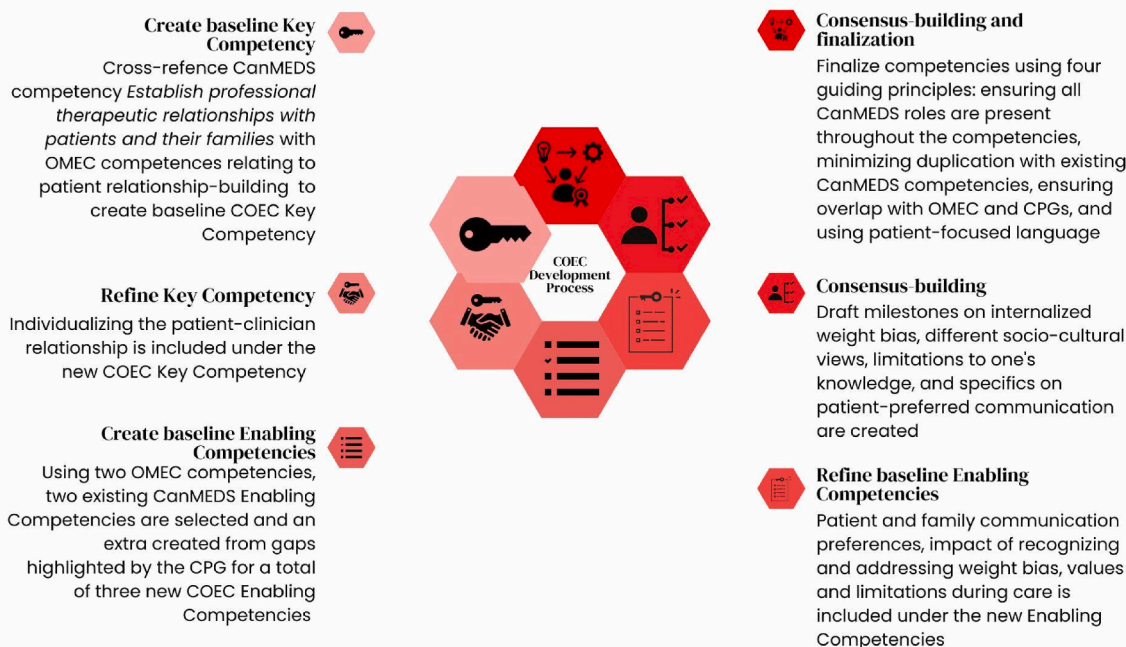 Create baseline Key
Competency
Cross-refence CanMEDS
competency Establish professional
therapeutic relationships with
patients and their families with
OMEC competences relating to
patient relationship-building to
create baseline COEC Key
Competency
Refine Key Competency
Individualizing the patient-clinician
relationship is included under the
new COEC Key Competency
Create baseline Enabling
Competencies
Using two OMEC competencies,
two existing CanMEDS Enabling
Competencies are selected and an
extra created from gaps
highlighted by the CPG for a total
of three new COEC Enabling
Competencies
COEC
Development
Process
Consensus-building and
finalization
Finalize competencies using four
guiding principles: ensuring all
CanMEDS roles are present
throughout the competencies,
minimizing duplication with existing
CanMEDS competencies, ensuring
overlap with OMEC and CPGs, and
using patient-focused language
Consensus-building
Draft milestones on internalized
weight bias, different socio-cultural
views, limitations to one's
knowledge, and specifics on
patient-preferred communication
are created
Refine baseline Enabling
Competencies
Patient and family communication
preferences, impact of recognizing
and addressing weight bias, values
and limitations during care is
included under the new Enabling
Competencies